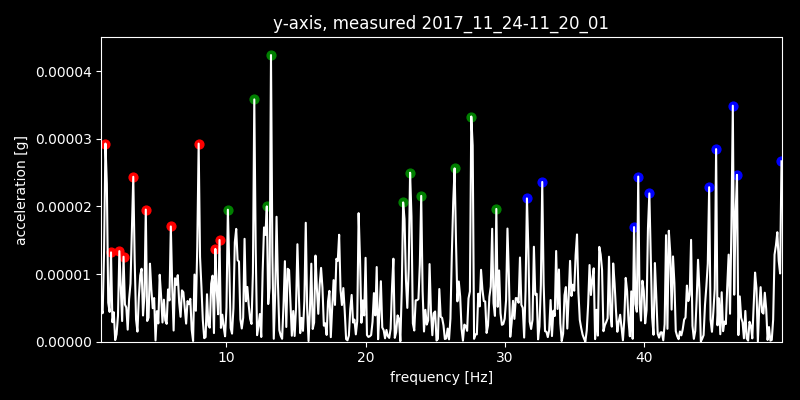 y-axis, measured 2017_11_24-11_20_01
0.00004
0.00003
0.00002
0.00001
0.00000
acceleration [g]
10 20 30 40
frequency [Hz]